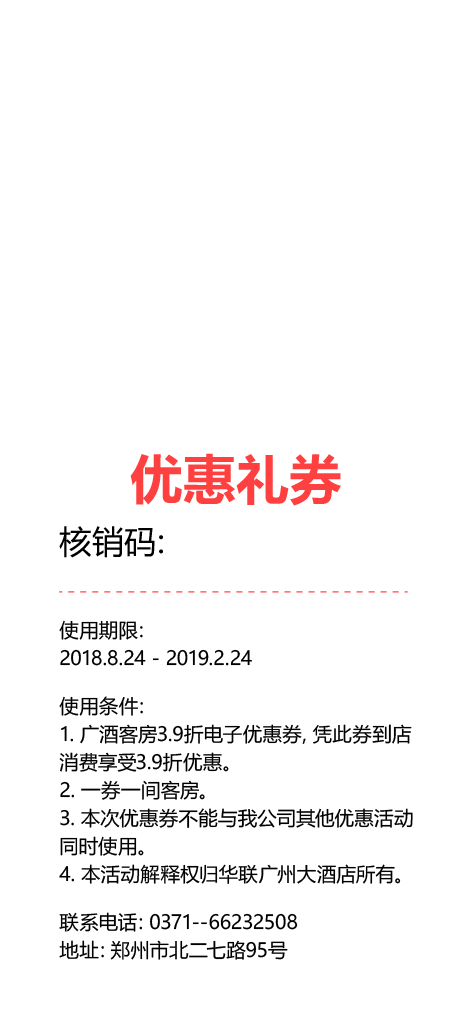 优惠礼券
核销码:
使用期限:
2018.8.24 - 2019.2.24
使用条件:
1. 广酒客房3.9折电子优惠券, 凭此券到店
消费享受3.9折优惠。
2. 一券一间客房。
3. 本次优惠券不能与我公司其他优惠活动
同时使用。
4. 本活动解释权归华联广州大酒店所有。
联系电话: 0371--66232508
地址: 郑州市北二七路95号